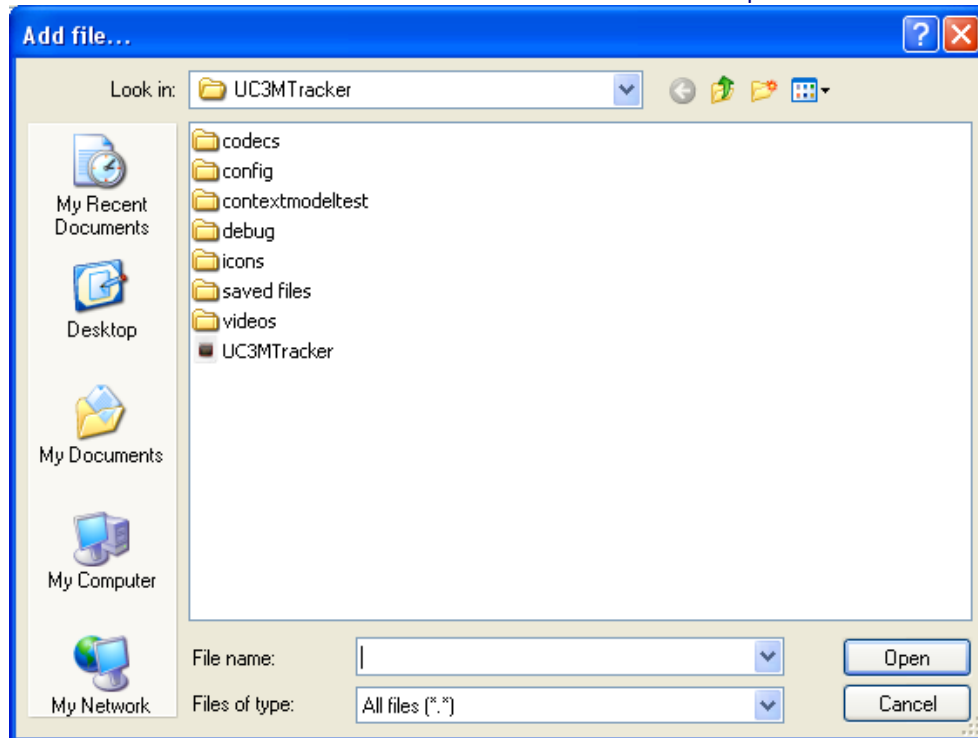 Add file...
Look in:
UC3MTracker
My Recent
Documents
Desktop
My Documents
My Computer
My Network
codecs
config
contextmodeltest
debug
icons
saved files
videos
UC3MTracker
File name:
Open
Files of type:
All files (*.*)
Cancel